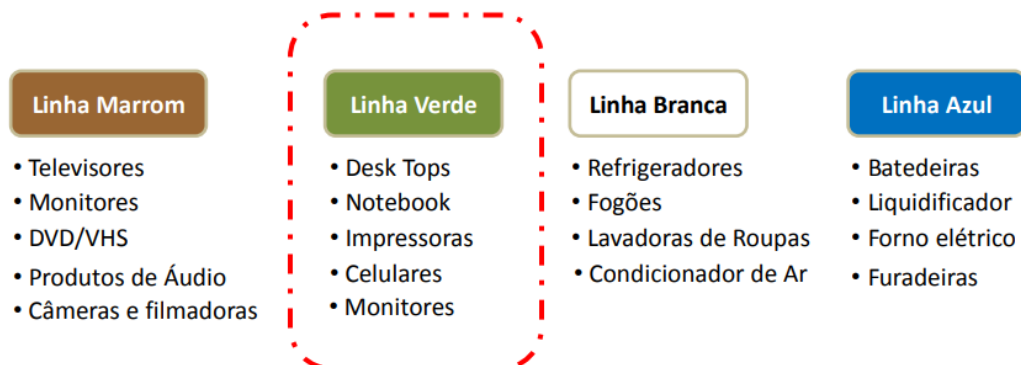 Linha Marrom
• Televisores
• Monitores
• DVD/VHS
• Produtos de Áudio
• Câmeras e filmadoras
Linha Verde
• Desk Tops
• Notebook
• Impressoras
• Celulares
• Monitores
Linha Branca
• Refrigeradores
• Fogões
• Lavadoras de Roupas
• Condicionador de Ar
Linha Azul
• Batedeiras
• Liquidificador
• Forno elétrico
• Furadeiras